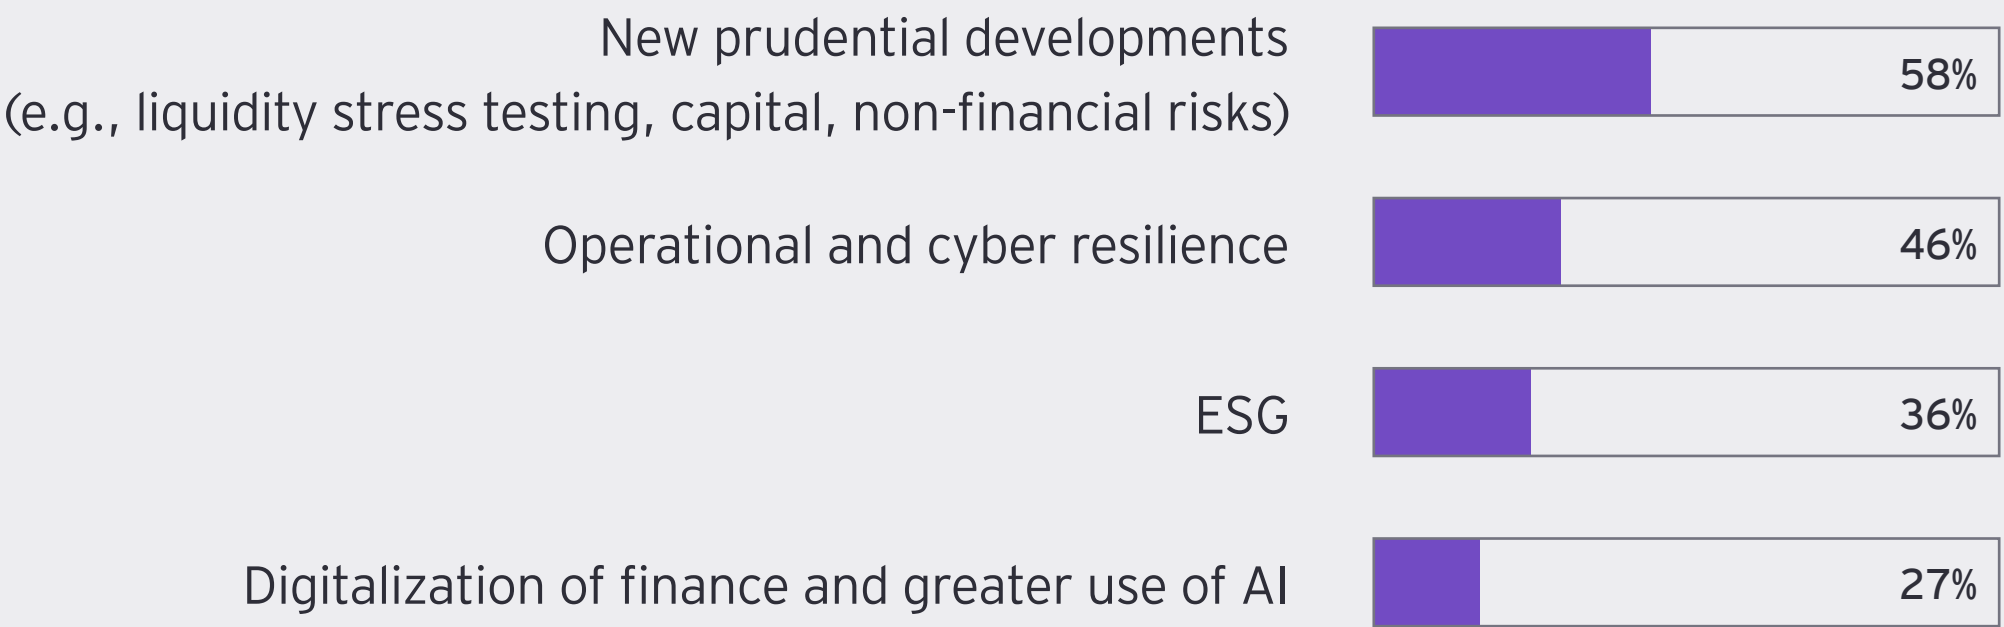 New prudential developments
(e.g., liquidity stress testing, capital, non-financial risks)
58%
Operational and cyber resilience
46%
ESG
36%
Digitalization of finance and greater use of AI
27%